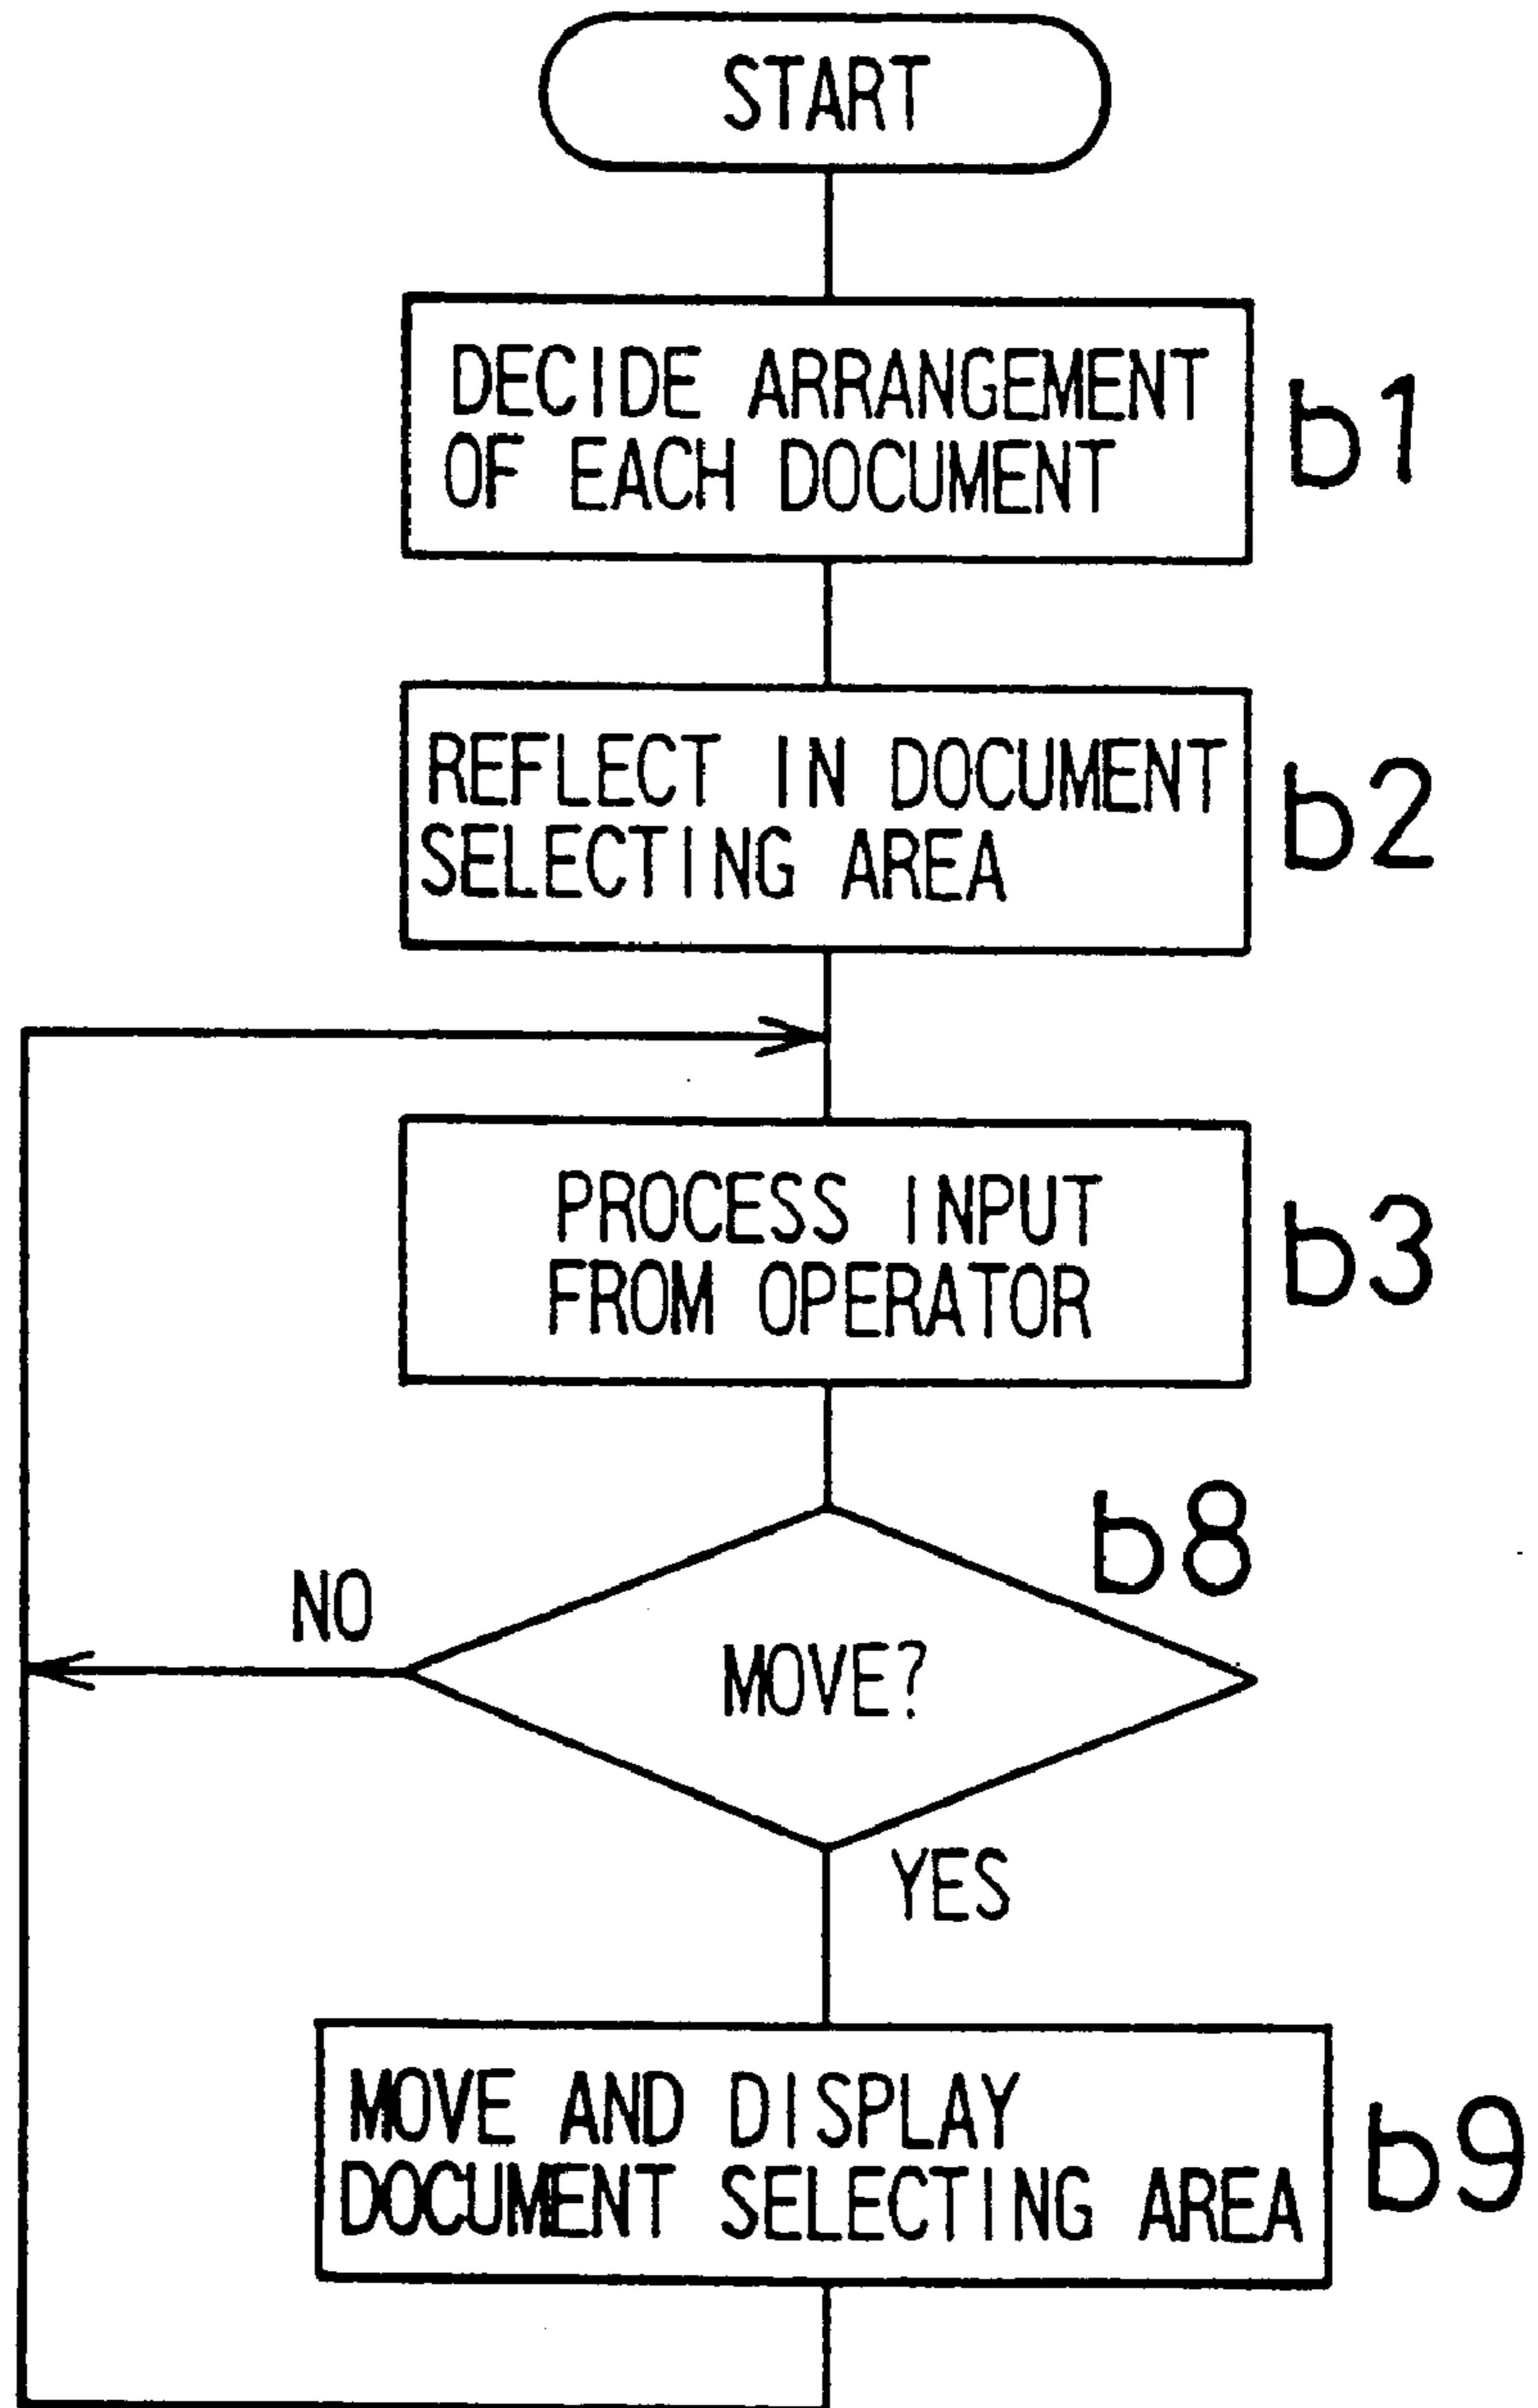 START
DECIDE ARRANGEMENT
OF EACH DOCUMENT
b1
REFLECT IN DOCUMENT
SELECTING AREA
b2
PROCESS INPUT
FROM OPERATOR
b3
b8
NO
MOVE?
YES
MOVE AND DISPLAY
DOCUMENT SELECTING AREA
b9